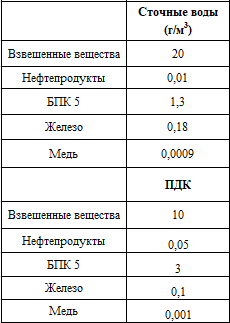 Сточные воды
(г/м³)
Взвешенные вещества 20
Нефтепродукты 0,01
БПК 5 1,3
Железо 0,18
Медь 0,0009
ПДК
Взвешенные вещества 10
Нефтепродукты 0,05
БПК 5 3
Железо 0,1
Медь 0,001